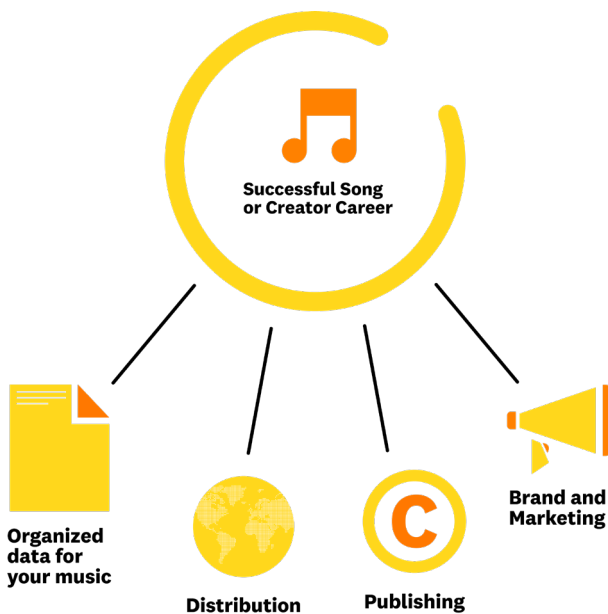 Successful Song
or Creator Career
Organized
data for
your music
Distribution
C
Publishing
Brand and
Marketing